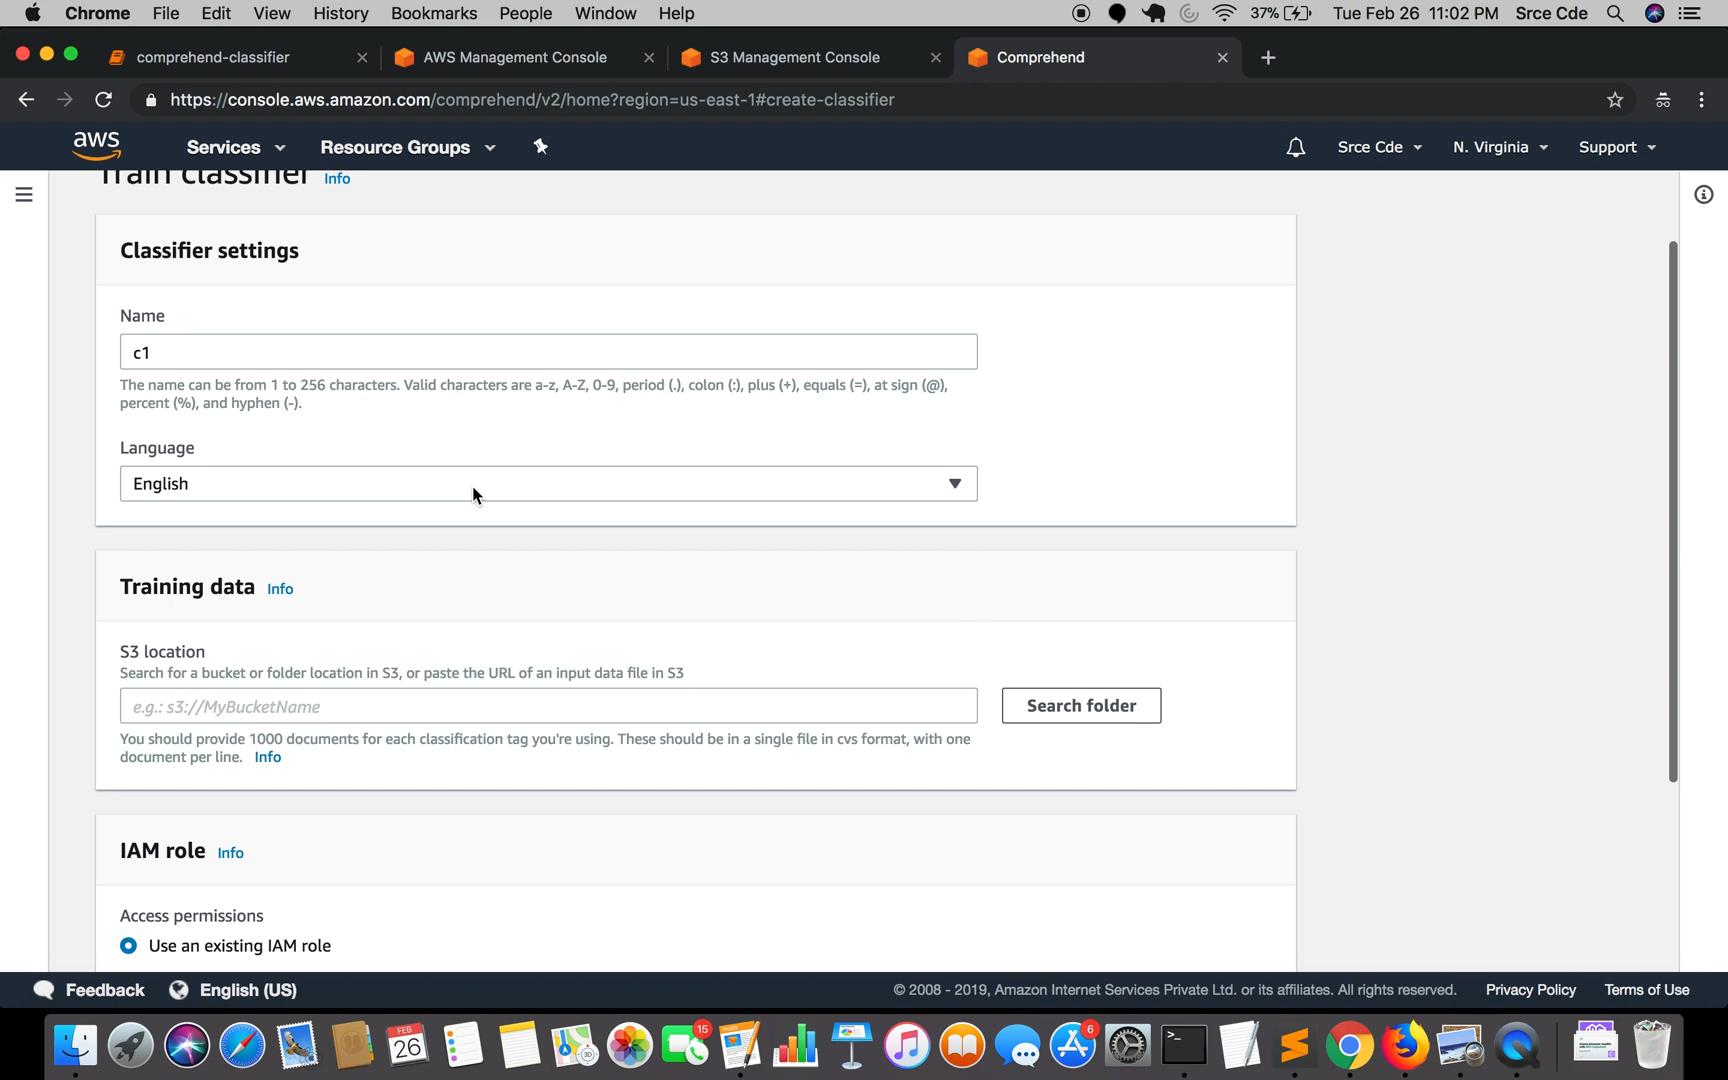 Chrome File Edit View History Bookmarks People Window Help 37% Tue Feb 26 11:02 PM Srce Cde
comprehend-classifier AWS Management Console S3 Management Console Comprehend
https://console.aws.amazon.com/comprehend/v2/home?region=us-east-1#create-classifier
aws Services Resource Groups Srce Cde N. Virginia Support
Train classifier Info
Classifier settings
Name
c1
The name can be from 1 to 256 characters. Valid characters are a-z, A-Z, 0-9, period (.), colon (:), plus (+), equals (=), at sign (@),
percent (%), and hyphen (-).
Language
English
Training data Info
S3 location
Search for a bucket or folder location in S3, or paste the URL of an input data file in S3
e.g.: s3://MyBucketName
Search folder
You should provide 1000 documents for each classification tag you're using. These should be in a single file in cvs format, with one
document per line. Info
IAM role Info
Access permissions
Use an existing IAM role
Feedback English (US) © 2008 - 2019, Amazon Internet Services Private Ltd. or its affiliates. All rights reserved. Privacy Policy Terms of Use
FEB
26
15
6